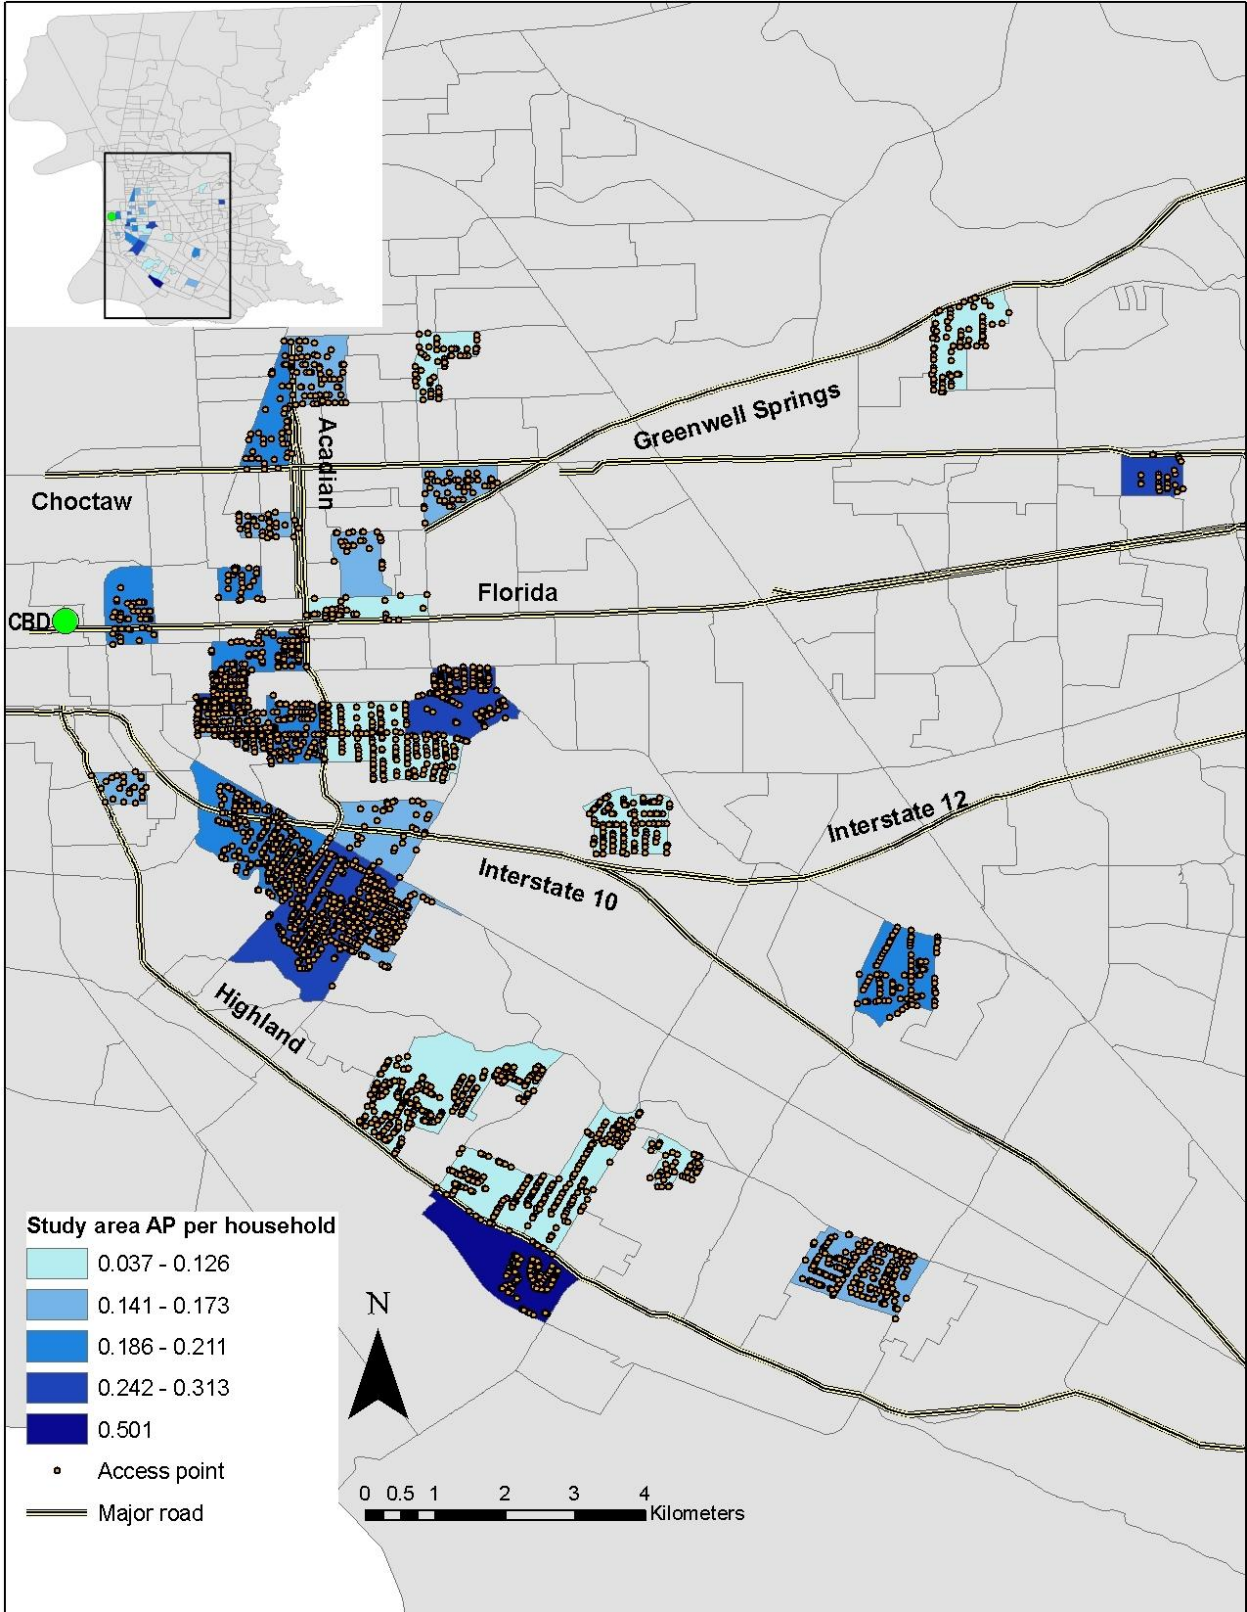 Acadian
Greenwell Springs
Choctaw
Florida
CBD
Interstate 12
Interstate 10
Highland
Study area AP per household
0.037 - 0.126
0.141 - 0.173
0.186 - 0.211
0.242 - 0.313
0.501
Access point
Major road
N
0 0.5 1 2 3 4
Kilometers